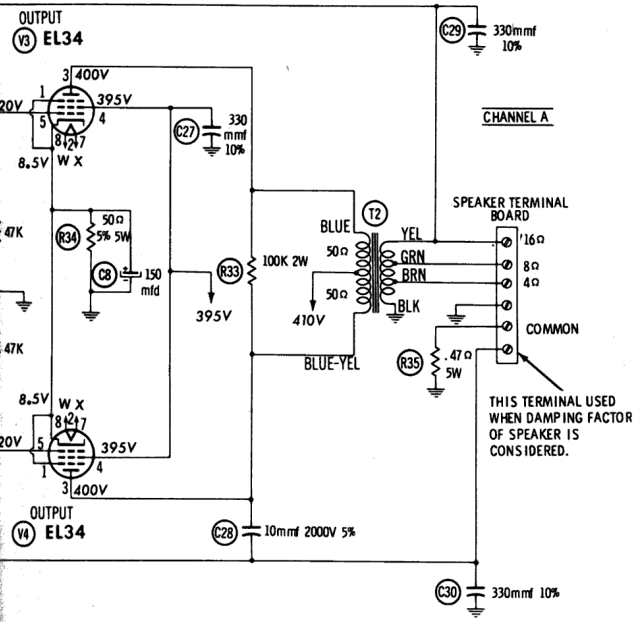 OUTPUT
V3 EL34
C29 330mmf
10%
3 400V
1 395V
20V 5 4
8 2 7
8.5V W X
C27 330
mmf
10%
CHANNEL A
SPEAKER TERMINAL
BOARD
T2
BLUE YEL 16Ω
50Ω GRN 8Ω
BRN 4Ω
50Ω
BLK
COMMON
47K
R34 50Ω
5% 5W
C8 + 150
mfd
R33 100K 2W
395V 410V
BLUE-YEL
R35 .47Ω
5W
47K
THIS TERMINAL USED
WHEN DAMPING FACTOR
OF SPEAKER IS
CONSIDERED.
8.5V W X
8 2 7
20V 5 395V
1 4
3 400V
OUTPUT
V4 EL34
C28 10mmf 2000V 5%
C30 330mmf 10%